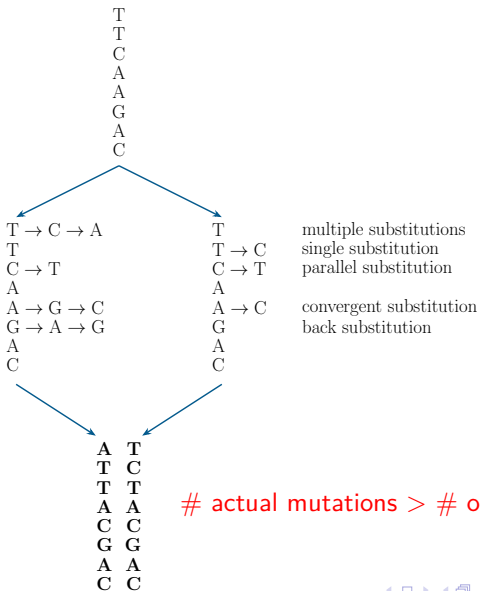 T
T
C
A
A
G
A
C
T → C → A T multiple substitutions
T T → C single substitution
C → T C → T parallel substitution
A A
A → G → C A → C convergent substitution
G → A → G G back substitution
A A
C C
A T
T C
T T
A A
C C
G G
A A
C C
# actual mutations > # o